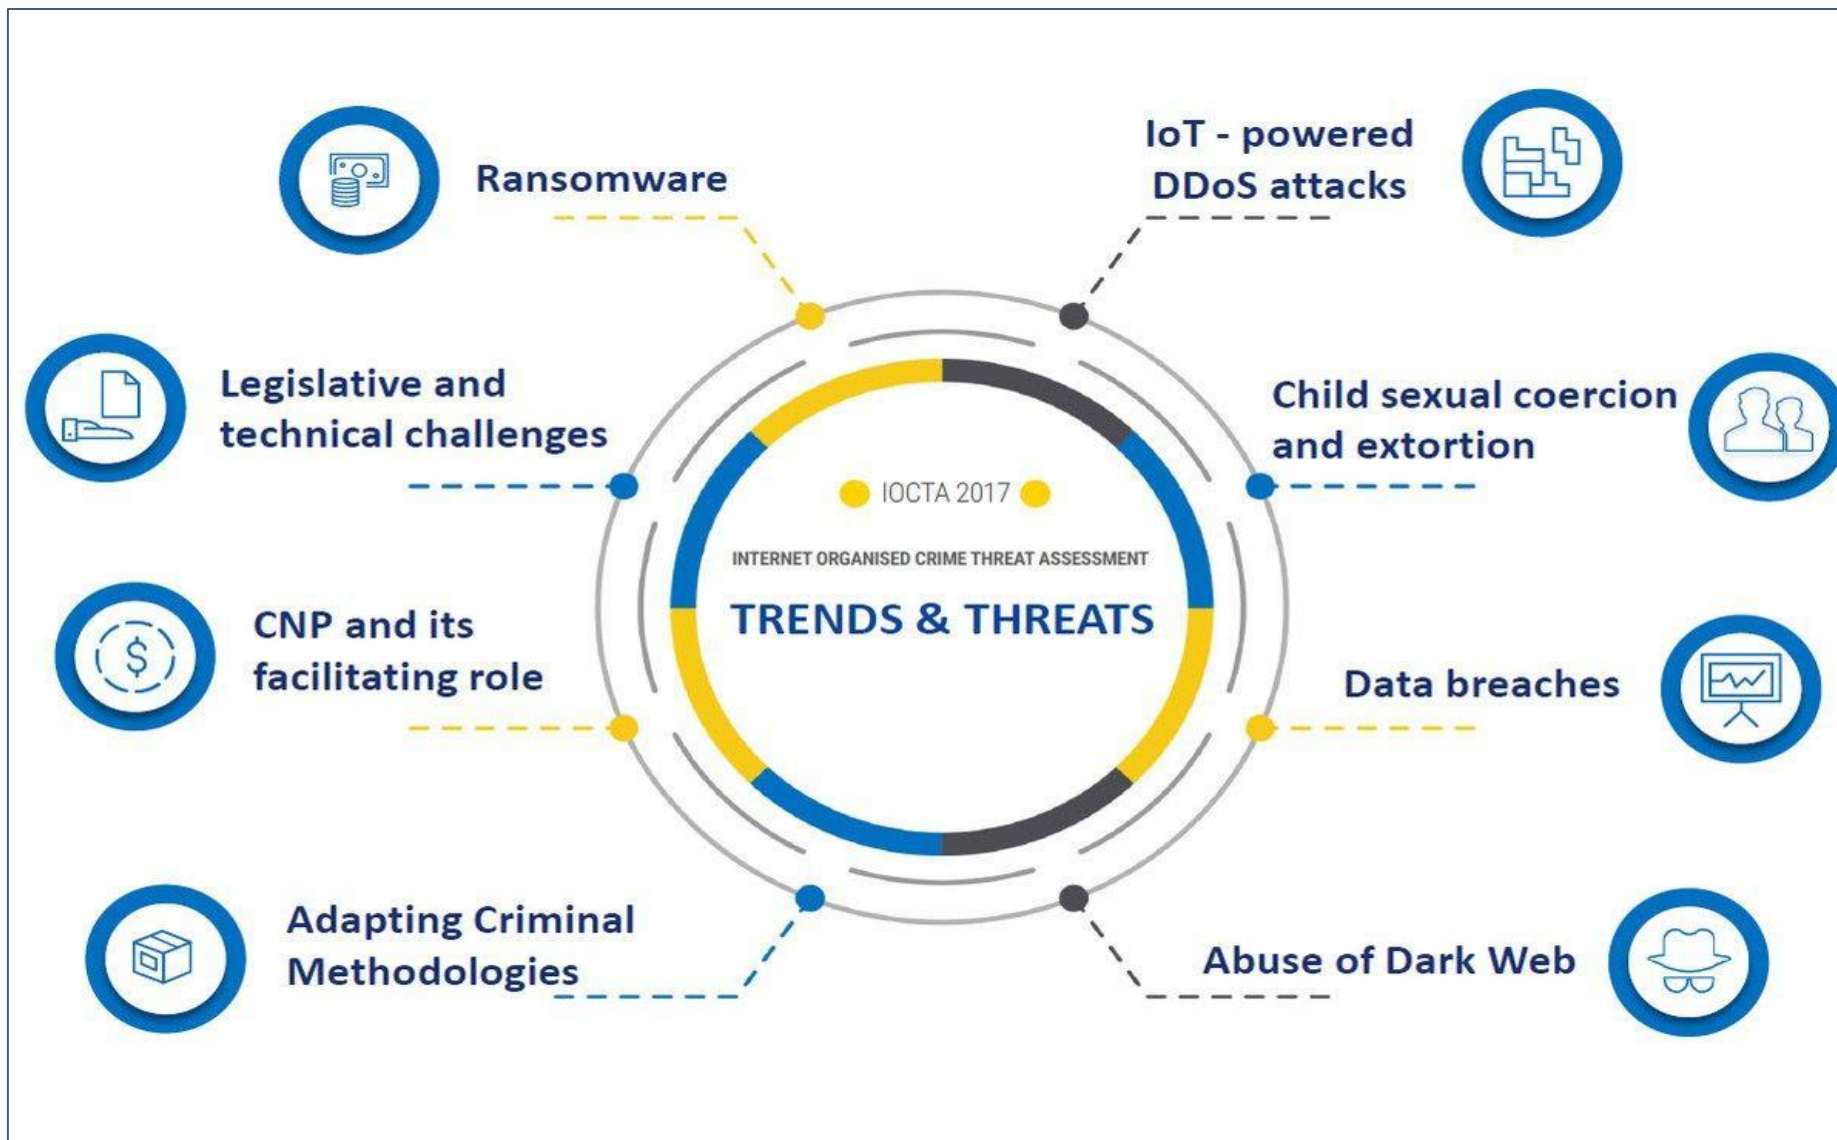 Ransomware
IoT - powered
DDoS attacks
Legislative and
technical challenges
Child sexual coercion
and extortion
IOCTA 2017
INTERNET ORGANISED CRIME THREAT ASSESSMENT
TRENDS & THREATS
CNP and its
facilitating role
Data breaches
Adapting Criminal
Methodologies
Abuse of Dark Web